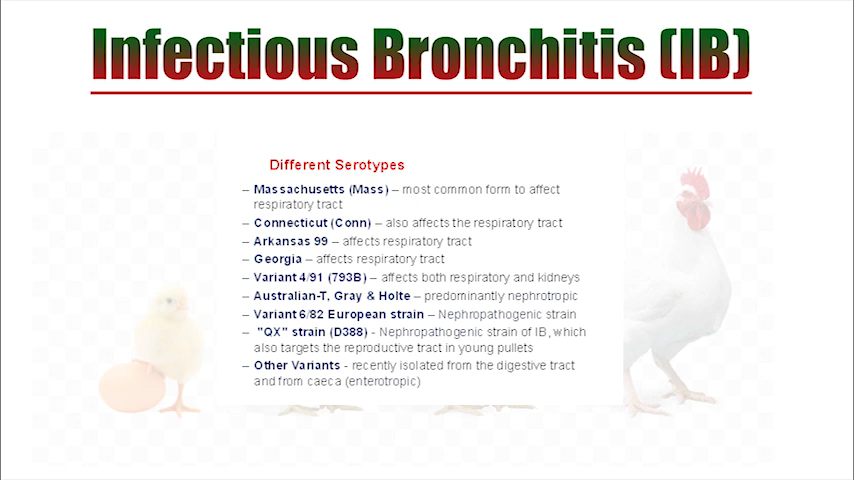 Infectious Bronchitis (IB)
Different Serotypes
– Massachusetts (Mass) – most common form to affect
respiratory tract
– Connecticut (Conn) – also affects the respiratory tract
– Arkansas 99 – affects respiratory tract
– Georgia – affects respiratory tract
– Variant 4/91 (793B) – affects both respiratory and kidneys
– Australian-T, Gray & Holte – predominantly nephrotropic
– Variant 6/82 European strain – Nephropathogenic strain
– "QX" strain (D388) - Nephropathogenic strain of IB, which
also targets the reproductive tract in young pullets
– Other Variants - recently isolated from the digestive tract
and from caeca (enterotropic)